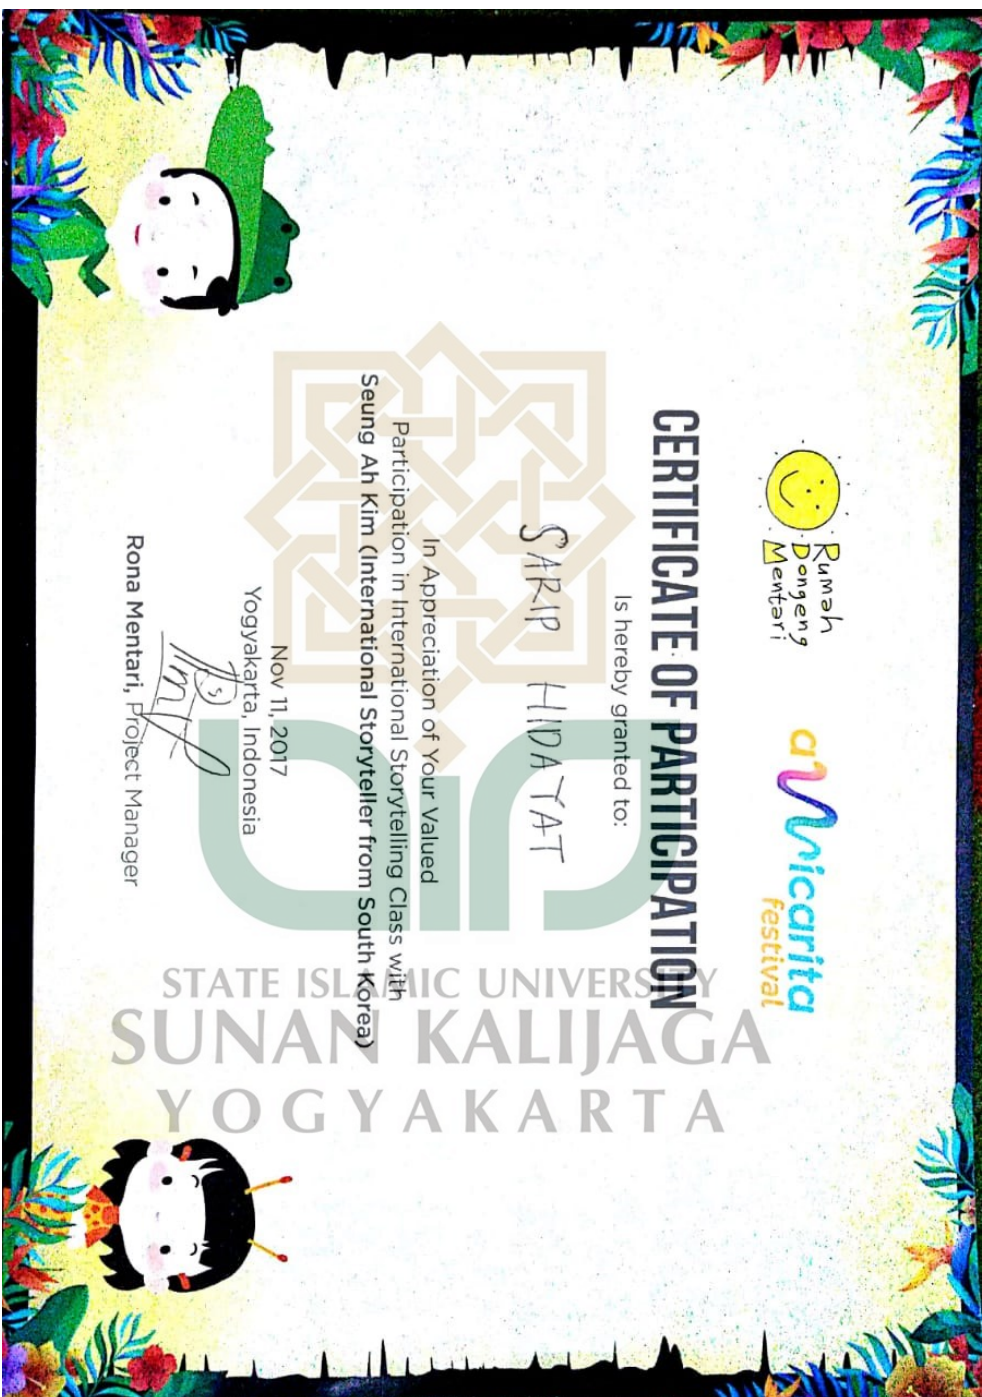 Rumah
Dongeng
Mentari
aWicarita
festival
CERTIFICATE OF PARTICIPATION
Is hereby granted to:
SARIP HIDAYAT
In Appreciation of Your Valued
Participation in International Storytelling Class with
Seung Ah Kim (International Storyteller from South Korea)
Nov 11, 2017
Yogyakarta, Indonesia
Rona Mentari, Project Manager
STATE ISLAMIC UNIVERSITY
SUNAN KALIJAGA
YOGYAKARTA